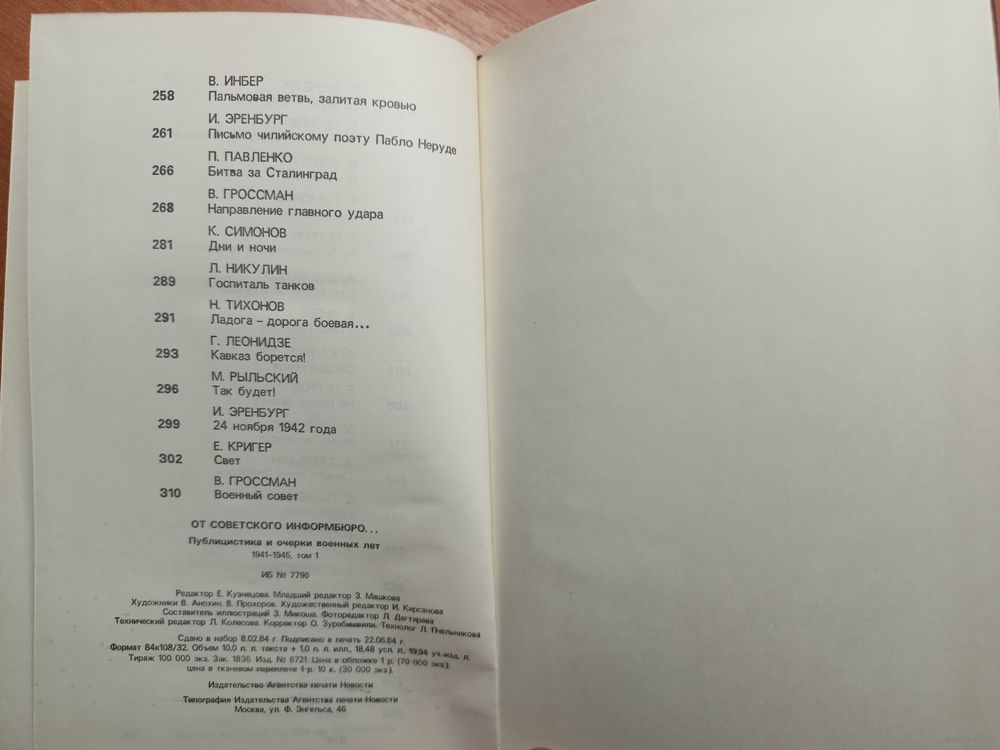 В. ИНБЕР
258 Пальмовая ветвь, залитая кровью
И. ЭРЕНБУРГ
261 Письмо чилийскому поэту Пабло Неруде
П. ПАВЛЕНКО
266 Битва за Сталинград
В. ГРОССМАН
268 Направление главного удара
К. СИМОНОВ
281 Дни и ночи
Л. НИКУЛИН
289 Госпиталь танков
Н. ТИХОНОВ
291 Ладога – дорога боевая...
Г. ЛЕОНИДЗЕ
293 Кавказ борется!
М. РЫЛЬСКИЙ
296 Так будет!
И. ЭРЕНБУРГ
299 24 ноября 1942 года
Е. КРИГЕР
302 Свет
В. ГРОССМАН
310 Военный совет
ОТ СОВЕТСКОГО ИНФОРМБЮРО...
Публицистика и очерки военных лет
1941–1945, том 1
ИБ № 7796
Редактор Е. Кузнецова. Младший редактор З. Машкова
Художники В. Анохин, В. Прохоров. Художественный редактор И. Кирсанова
Составитель иллюстраций З. Микоша. Фоторедактор Л. Дегтярева
Технический редактор Л. Колесова. Корректор О. Зурабишвили. Технолог Л. Пчельникова
Сдано в набор 8.02.84 г. Подписано в печать 22.06.84 г.
Формат 84x108/32. Объем 10,0 п. л. текста + 1,0 п. л. илл., 18,48 усл. л., 19,94 уч.-изд. л.
Тираж 100 000 экз. Зак. 1836 Изд. № 6721 Цена в обложке 1 р. (70 000 экз.);
цена в тканевом переплете 1 р. 10 к. (30 000 экз.).
Издательство Агентства печати Новости
Типография Издательства Агентства печати Новости
Москва, ул. Ф. Энгельса, 46